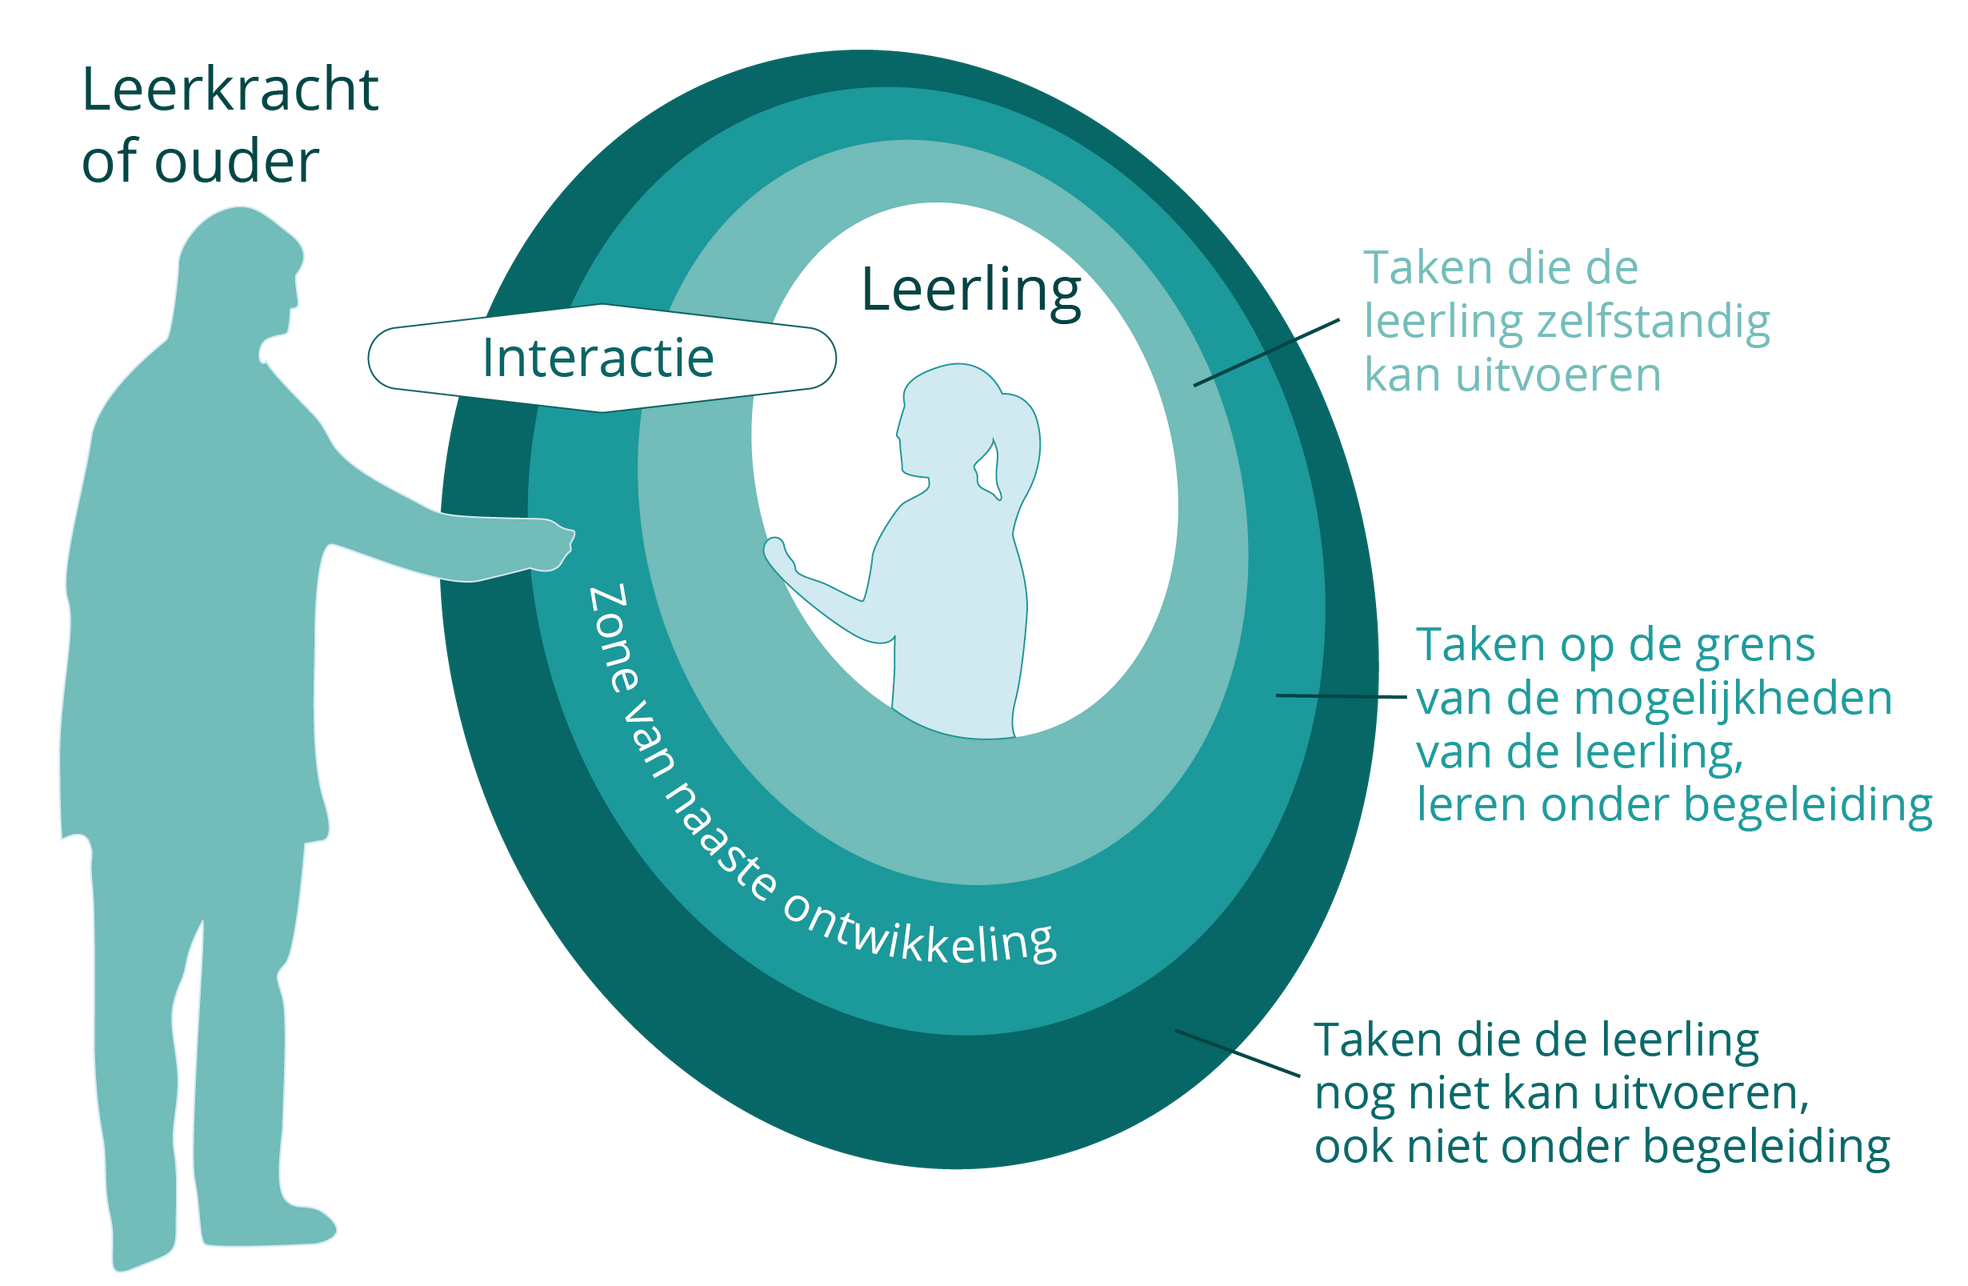 Leerkracht
of ouder
Leerling
Interactie
Zone van naaste ontwikkeling
Taken die de
leerling zelfstandig
kan uitvoeren
Taken op de grens
van de mogelijkheden
van de leerling,
leren onder begeleiding
Taken die de leerling
nog niet kan uitvoeren,
ook niet onder begeleiding